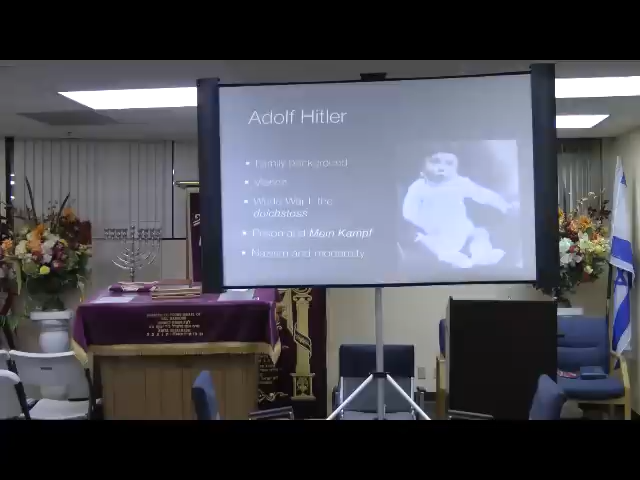 Adolf Hitler
• Family background
• Vienna
• World War I: the
dolchstoss
• Prison and Mein Kampf
• Nazism and modernity